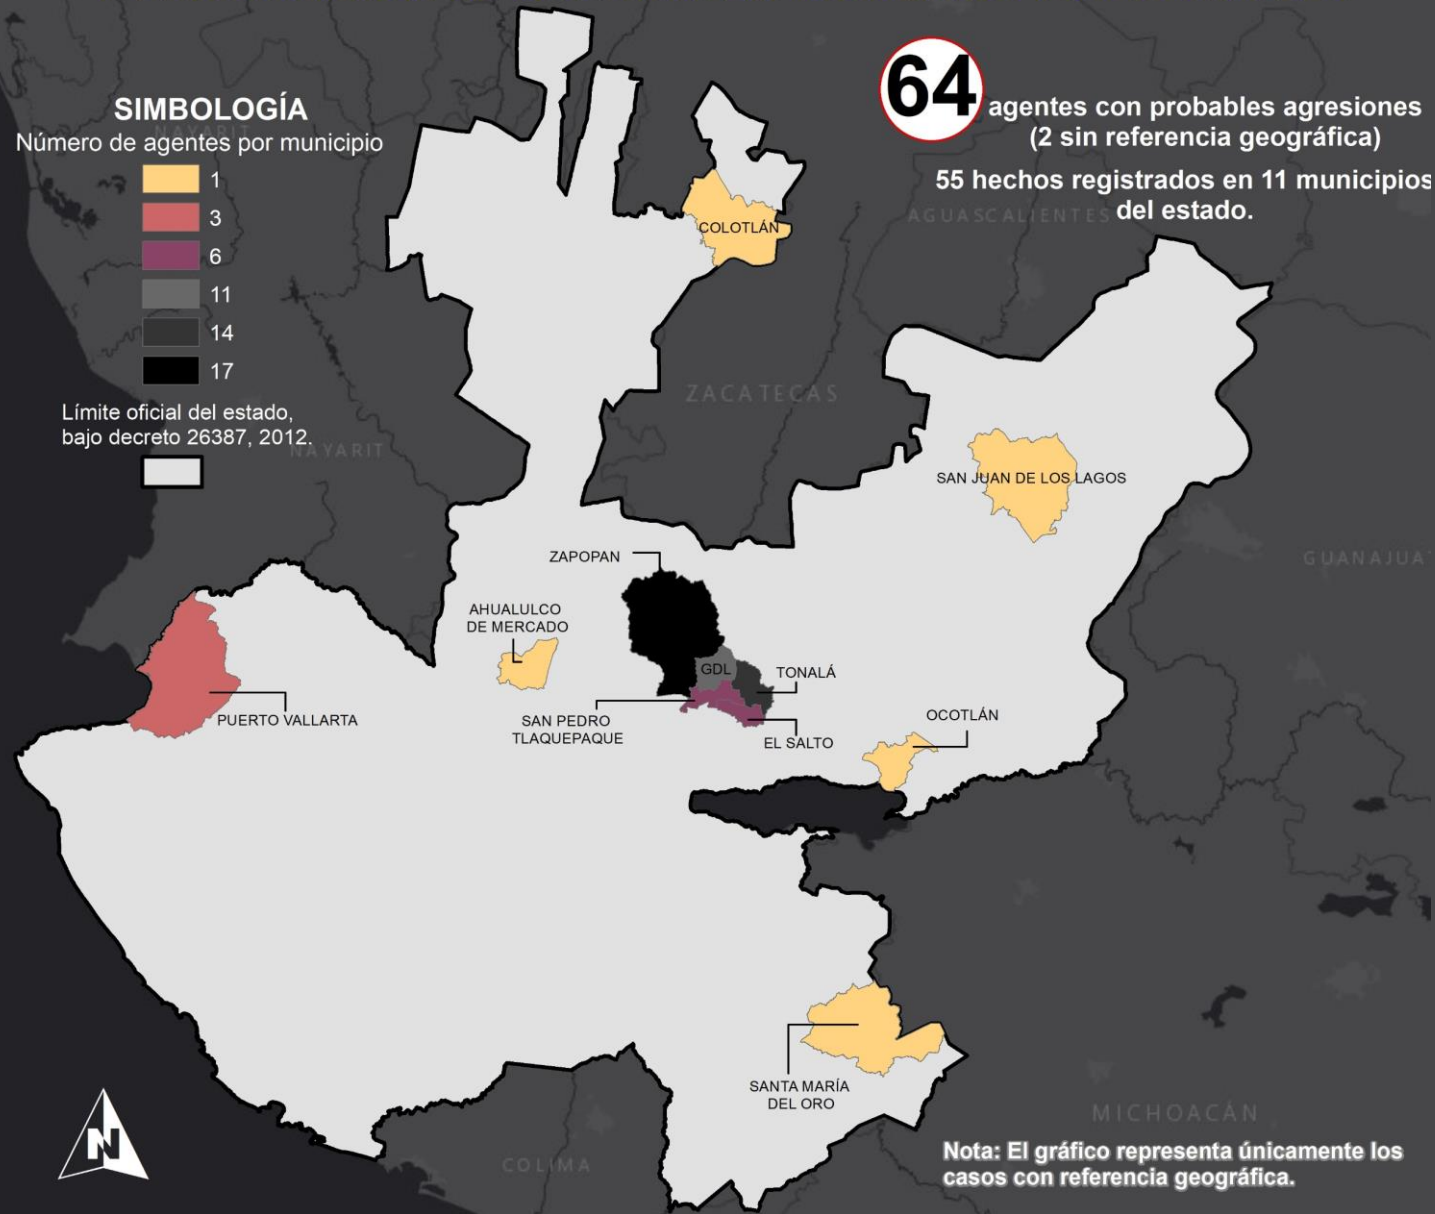 64
agentes con probables agresiones
(2 sin referencia geográfica)
55 hechos registrados en 11 municipios
del estado.
SIMBOLOGÍA
Número de agentes por municipio
1
3
6
11
14
17
Límite oficial del estado,
bajo decreto 26387, 2012.
NAYARIT
NAYARIT
AGUASCALIENTES
ZACATECAS
GUANAJUA
COLOTLÁN
SAN JUAN DE LOS LAGOS
ZAPOPAN
AHUALULCO
DE MERCADO
GDL
TONALÁ
PUERTO VALLARTA
SAN PEDRO
TLAQUEPAQUE
EL SALTO
OCOTLÁN
SANTA MARÍA
DEL ORO
MICHOACÁN
COLIMA
N
Nota: El gráfico representa únicamente los
casos con referencia geográfica.